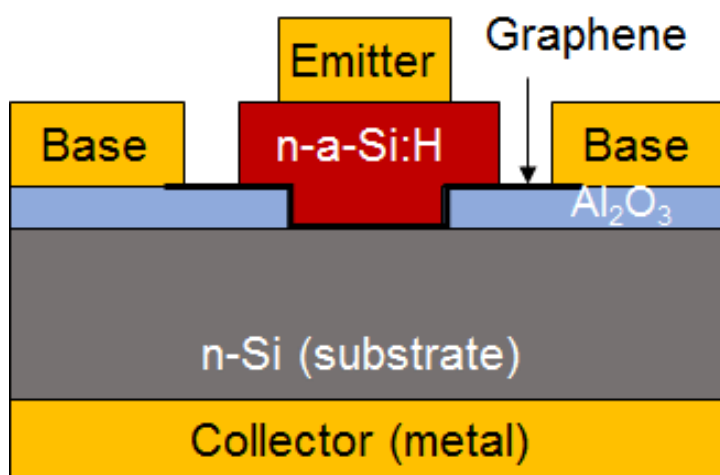 Graphene
Emitter
Base
n-a-Si:H
Base
Al₂O₃
n-Si (substrate)
Collector (metal)